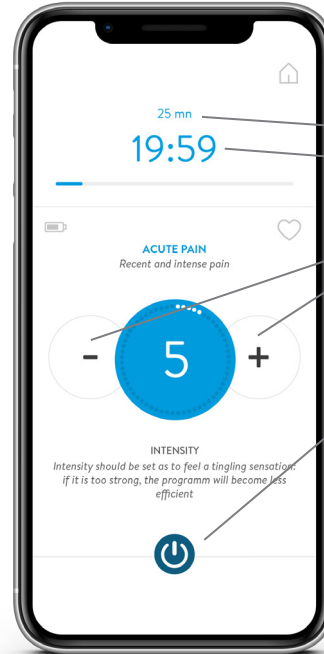 25 mn
19:59
ACUTE PAIN
Recent and intense pain
- 5 +
INTENSITY
Intensity should be set as to feel a tingling sensation:
if it is too strong, the programm will become less
efficient